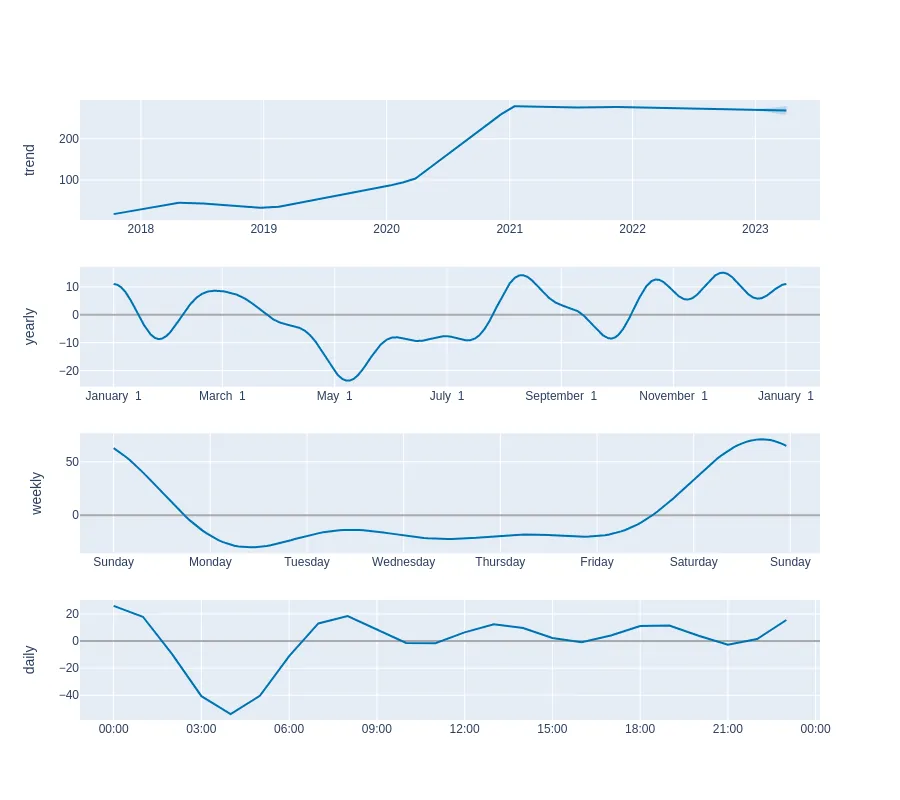 200
100
trend
2018 2019 2020 2021 2022 2023
10
0
−10
−20
yearly
January 1 March 1 May 1 July 1 September 1 November 1 January 1
50
0
weekly
Sunday Monday Tuesday Wednesday Thursday Friday Saturday Sunday
20
0
−20
−40
daily
00:00 03:00 06:00 09:00 12:00 15:00 18:00 21:00 00:00